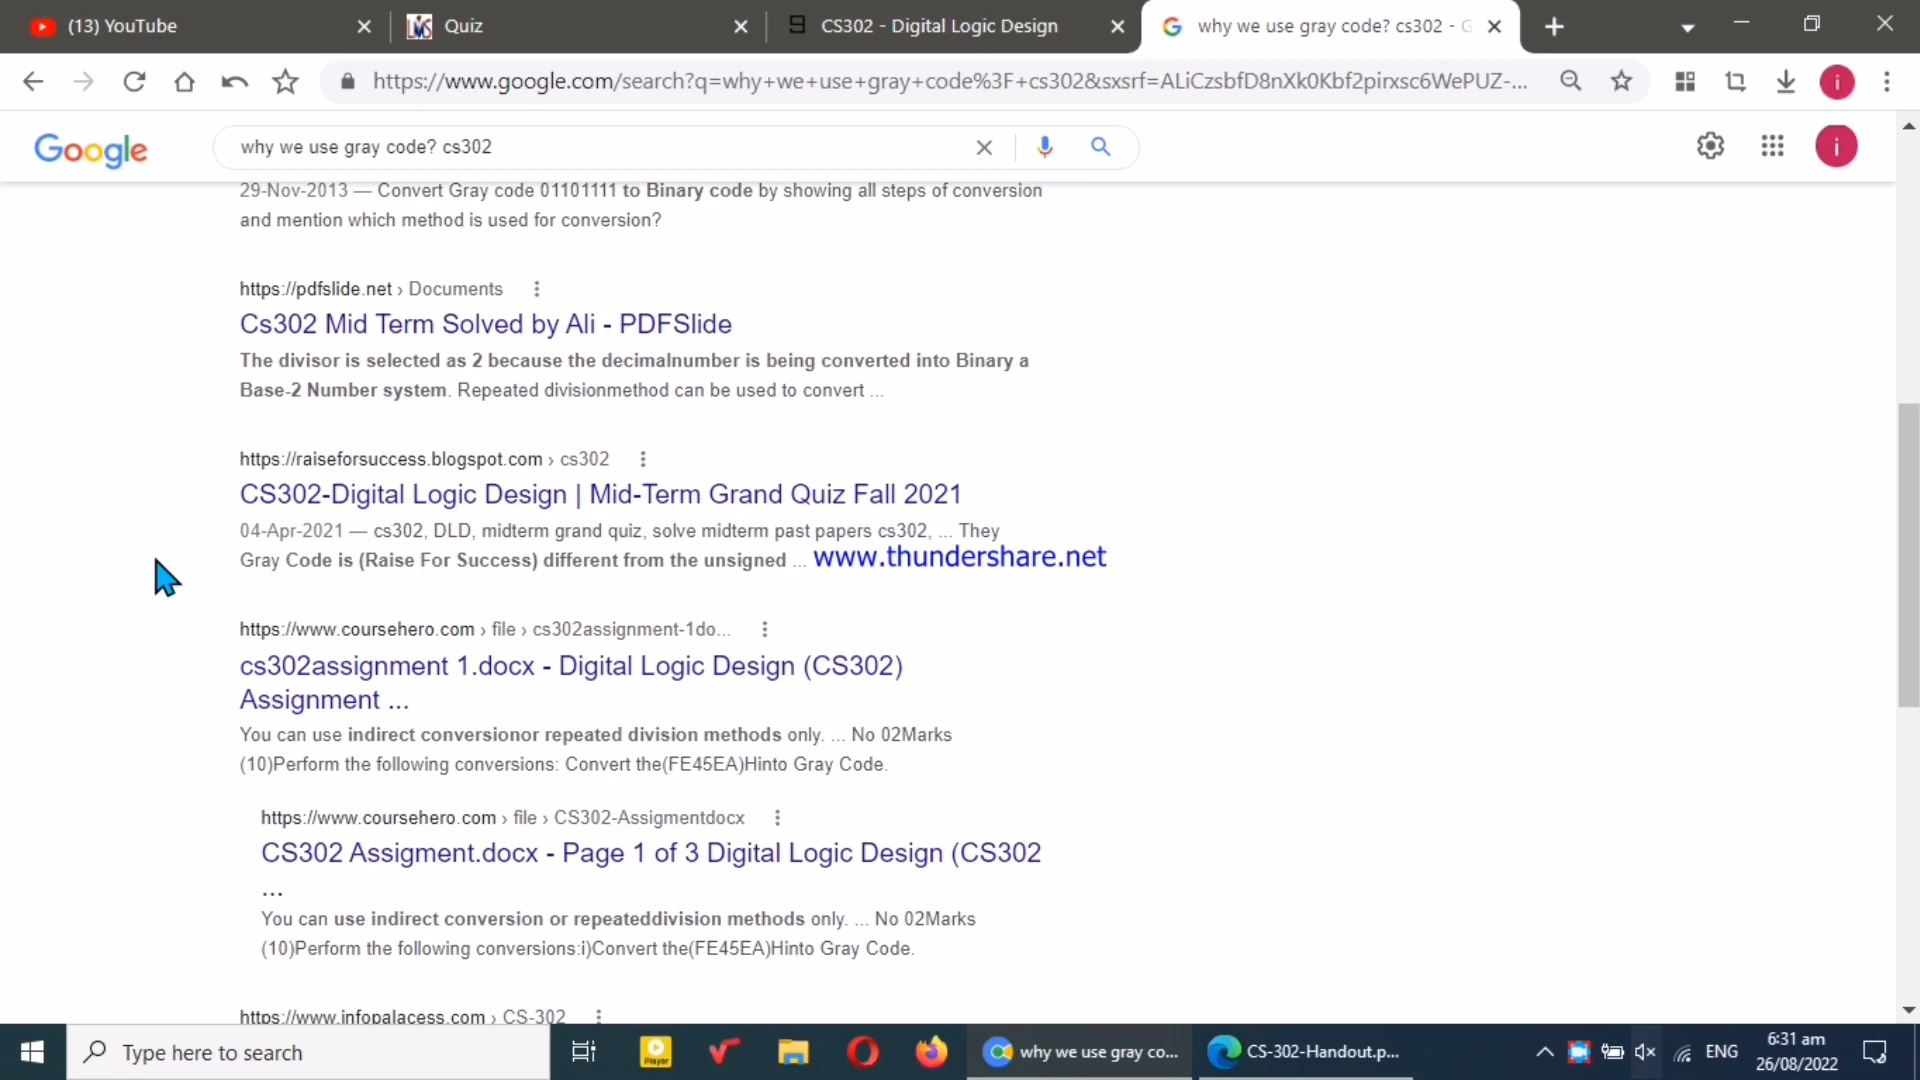 (13) YouTube
Quiz
CS302 - Digital Logic Design
why we use gray code? cs302 - G
https://www.google.com/search?q=why+we+use+gray+code%3F+cs302&sxsrf=ALiCzsbfD8nXk0Kbf2pirxsc6WePUZ-...
i
Google
why we use gray code? cs302
i
29-Nov-2013 — Convert Gray code 01101111 to Binary code by showing all steps of conversion
and mention which method is used for conversion?
https://pdfslide.net › Documents
Cs302 Mid Term Solved by Ali - PDFSlide
The divisor is selected as 2 because the decimalnumber is being converted into Binary a
Base-2 Number system. Repeated divisionmethod can be used to convert ...
https://raiseforsuccess.blogspot.com › cs302
CS302-Digital Logic Design | Mid-Term Grand Quiz Fall 2021
04-Apr-2021 — cs302, DLD, midterm grand quiz, solve midterm past papers cs302, ... They
Gray Code is (Raise For Success) different from the unsigned ...
www.thundershare.net
https://www.coursehero.com › file › cs302assignment-1do...
cs302assignment 1.docx - Digital Logic Design (CS302)
Assignment ...
You can use indirect conversionor repeated division methods only. ... No 02Marks
(10)Perform the following conversions: Convert the(FE45EA)Hinto Gray Code.
https://www.coursehero.com › file › CS302-Assigmentdocx
CS302 Assigment.docx - Page 1 of 3 Digital Logic Design (CS302
...
You can use indirect conversion or repeateddivision methods only. ... No 02Marks
(10)Perform the following conversions:i)Convert the(FE45EA)Hinto Gray Code.
https://www.infopalacess.com › CS-302
Type here to search
Player
why we use gray co...
CS-302-Handout.p...
ENG
6:31 am
26/08/2022